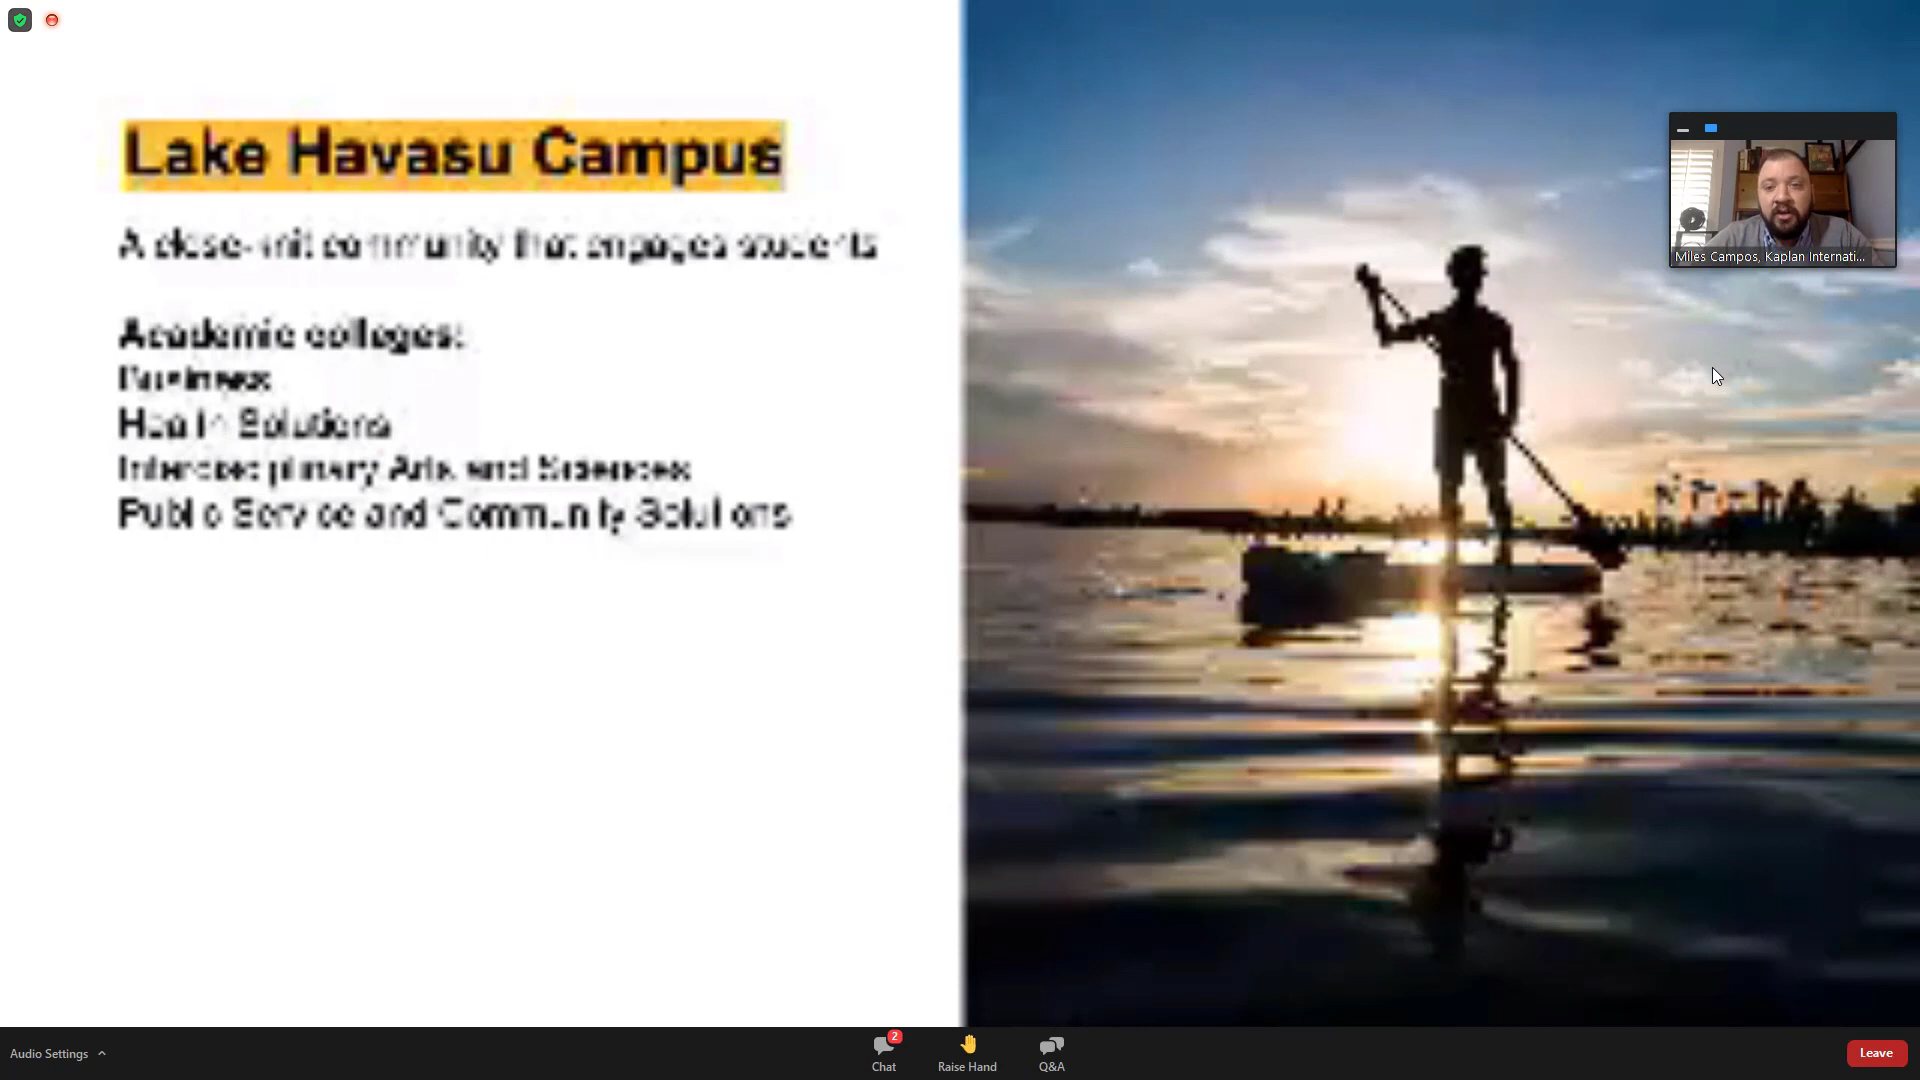 Lake Havasu Campus
A close-knit community that engages students
Academic colleges:
Business
Health Solutions
Interdisciplinary Arts and Sciences
Public Service and Community Solutions
Miles Campos, Kaplan Internati...
Audio Settings
2
Chat
Raise Hand
Q&A
Leave